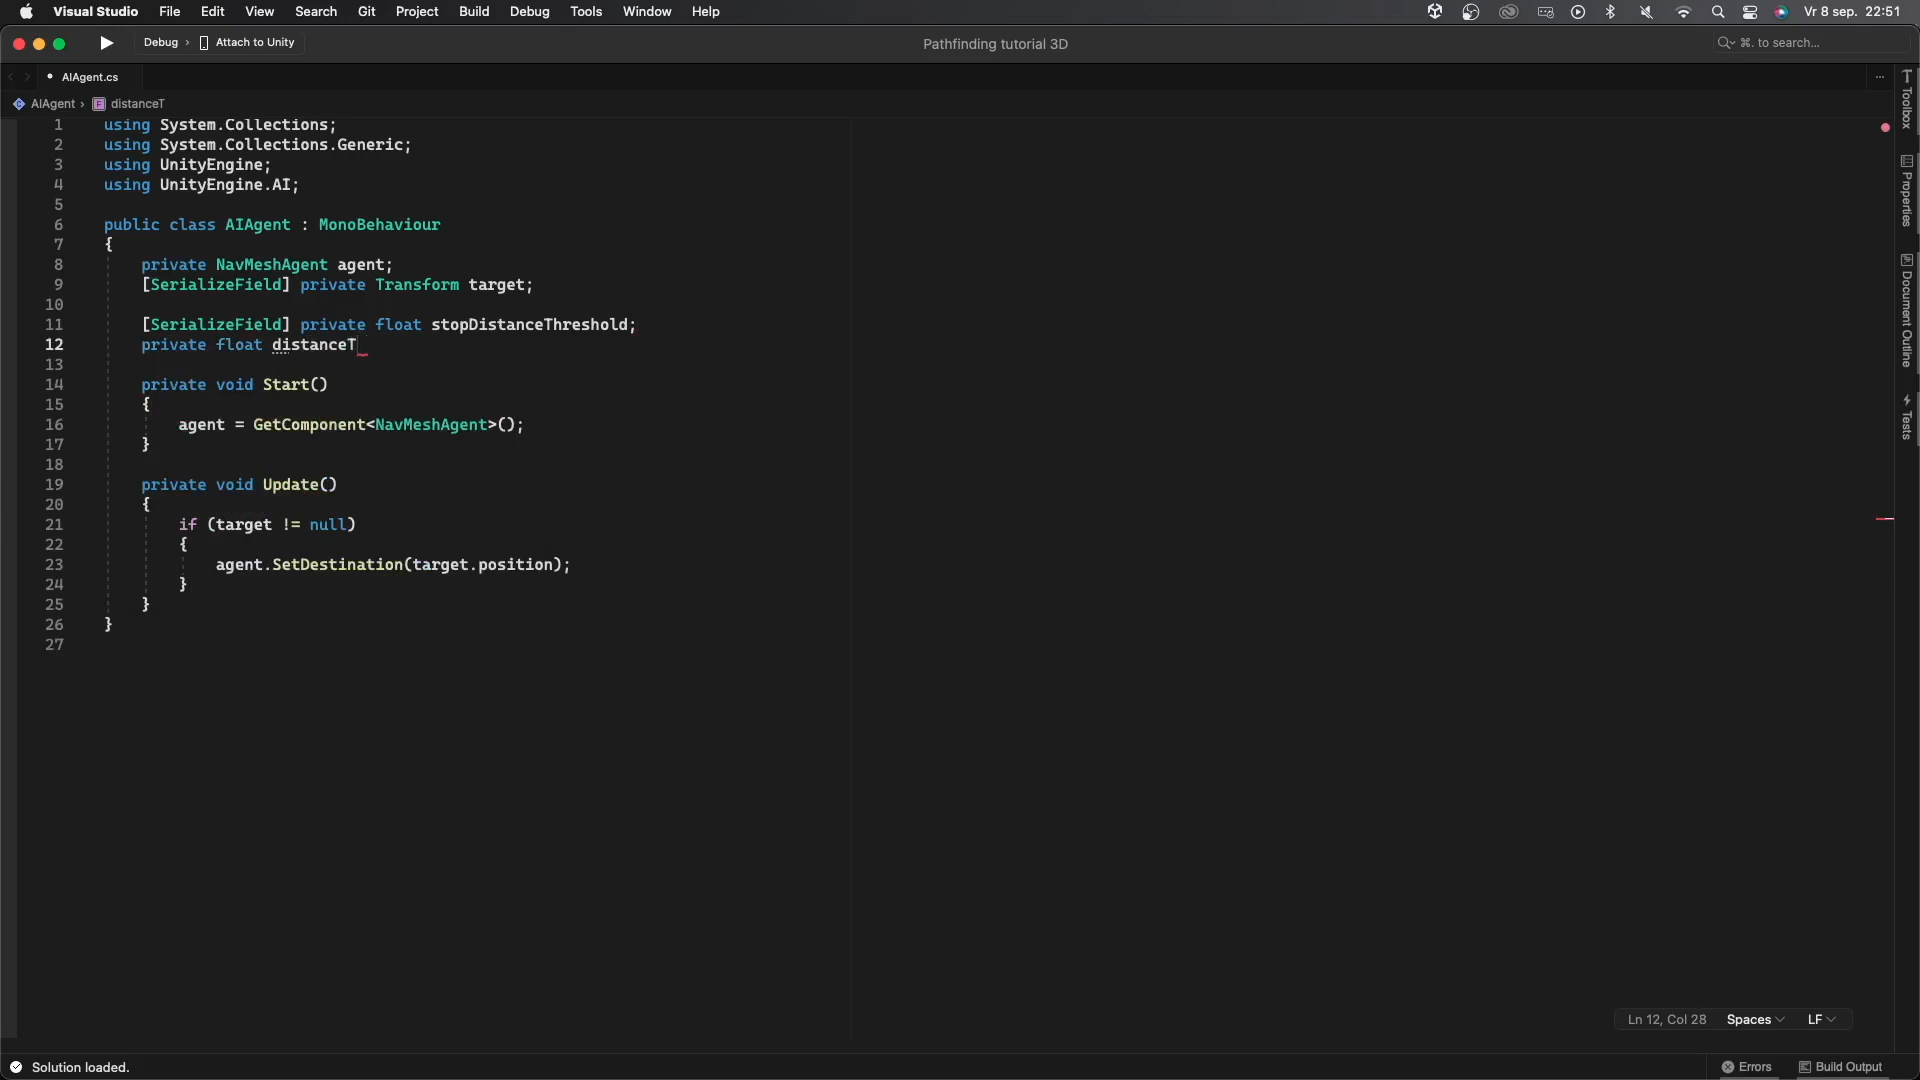 Visual Studio File Edit View Search Git Project Build Debug Tools Window Help Vr 8 sep. 22:51
Debug › Attach to Unity Pathfinding tutorial 3D ⌘. to search...
AIAgent.cs
AIAgent › distanceT
1 using System.Collections;
2 using System.Collections.Generic;
3 using UnityEngine;
4 using UnityEngine.AI;
5
6 public class AIAgent : MonoBehaviour
7 {
8 private NavMeshAgent agent;
9 [SerializeField] private Transform target;
10
11 [SerializeField] private float stopDistanceThreshold;
12 private float distanceT
13
14 private void Start()
15 {
16 agent = GetComponent<NavMeshAgent>();
17 }
18
19 private void Update()
20 {
21 if (target != null)
22 {
23 agent.SetDestination(target.position);
24 }
25 }
26 }
27
Toolbox
Properties
Document Outline
Tests
Ln 12, Col 28 Spaces LF
Solution loaded. Errors Build Output